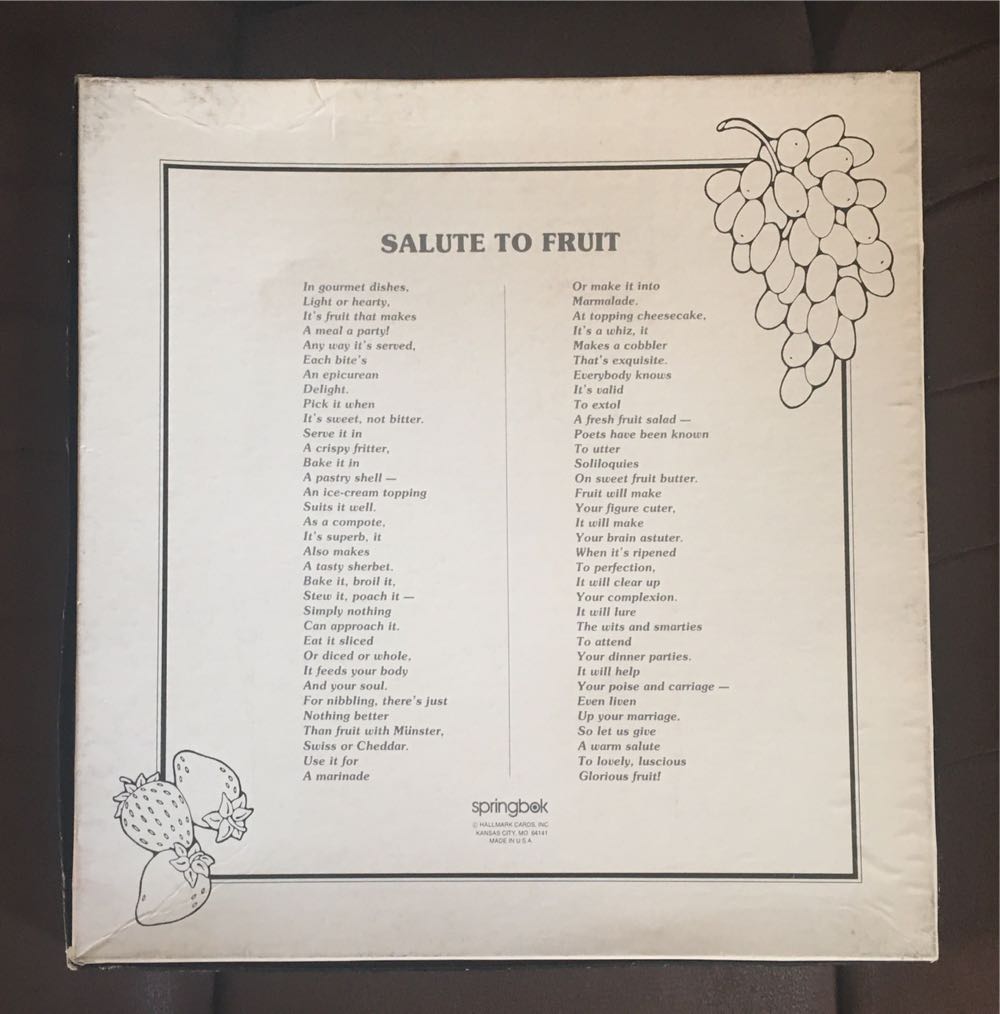 SALUTE TO FRUIT
In gourmet dishes,
Light or hearty,
It's fruit that makes
A meal a party!
Any way it's served,
Each bite's
An epicurean
Delight.
Pick it when
It's sweet, not bitter.
Serve it in
A crispy fritter,
Bake it in
A pastry shell —
An ice-cream topping
Suits it well.
As a compote,
It's superb, it
Also makes
A tasty sherbet.
Bake it, broil it,
Stew it, poach it —
Simply nothing
Can approach it.
Eat it sliced
Or diced or whole,
It feeds your body
And your soul.
For nibbling, there's just
Nothing better
Than fruit with Münster,
Swiss or Cheddar.
Use it for
A marinade
Or make it into
Marmalade.
At topping cheesecake,
It's a whiz, it
Makes a cobbler
That's exquisite.
Everybody knows
It's valid
To extol
A fresh fruit salad —
Poets have been known
To utter
Soliloquies
On sweet fruit butter.
Fruit will make
Your figure cuter,
It will make
Your brain astuter.
When it's ripened
To perfection,
It will clear up
Your complexion.
It will lure
The wits and smarties
To attend
Your dinner parties.
It will help
Your poise and carriage —
Even liven
Up your marriage.
So let us give
A warm salute
To lovely, luscious
Glorious fruit!
springbok
© HALLMARK CARDS, INC.
KANSAS CITY, MO 64141
MADE IN U.S.A.